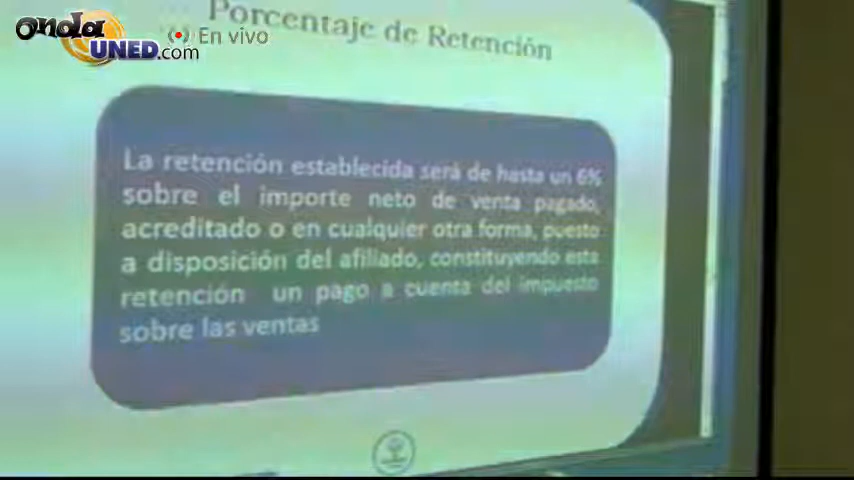 onda
UNED.com
En vivo
Porcentaje de Retención
La retención establecida será de hasta un 6%
sobre el importe neto de venta pagado,
acreditado o en cualquier otra forma, puesto
a disposición del afiliado, constituyendo esta
retención un pago a cuenta del impuesto
sobre las ventas